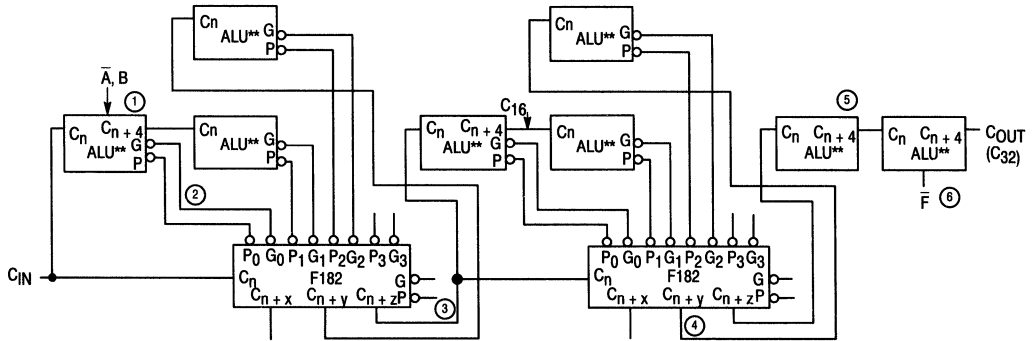 Cn
ALU**
G
P
Cn
ALU**
G
P
A̅, B
①
Cn
Cn + 4
ALU**
G
P
Cn
ALU**
G
P
②
Cn
Cn + 4
ALU**
G
P
C16
Cn
ALU**
G
P
⑤
Cn
Cn + 4
ALU**
Cn
Cn + 4
ALU**
COUT
(C32)
F̅
⑥
P0 G0 P1 G1 P2 G2 P3 G3
F182
Cn
G
P
Cn + x
Cn + y
Cn + z
③
CIN
P0 G0 P1 G1 P2 G2 P3 G3
F182
Cn
G
P
Cn + x
Cn + y
Cn + z
④